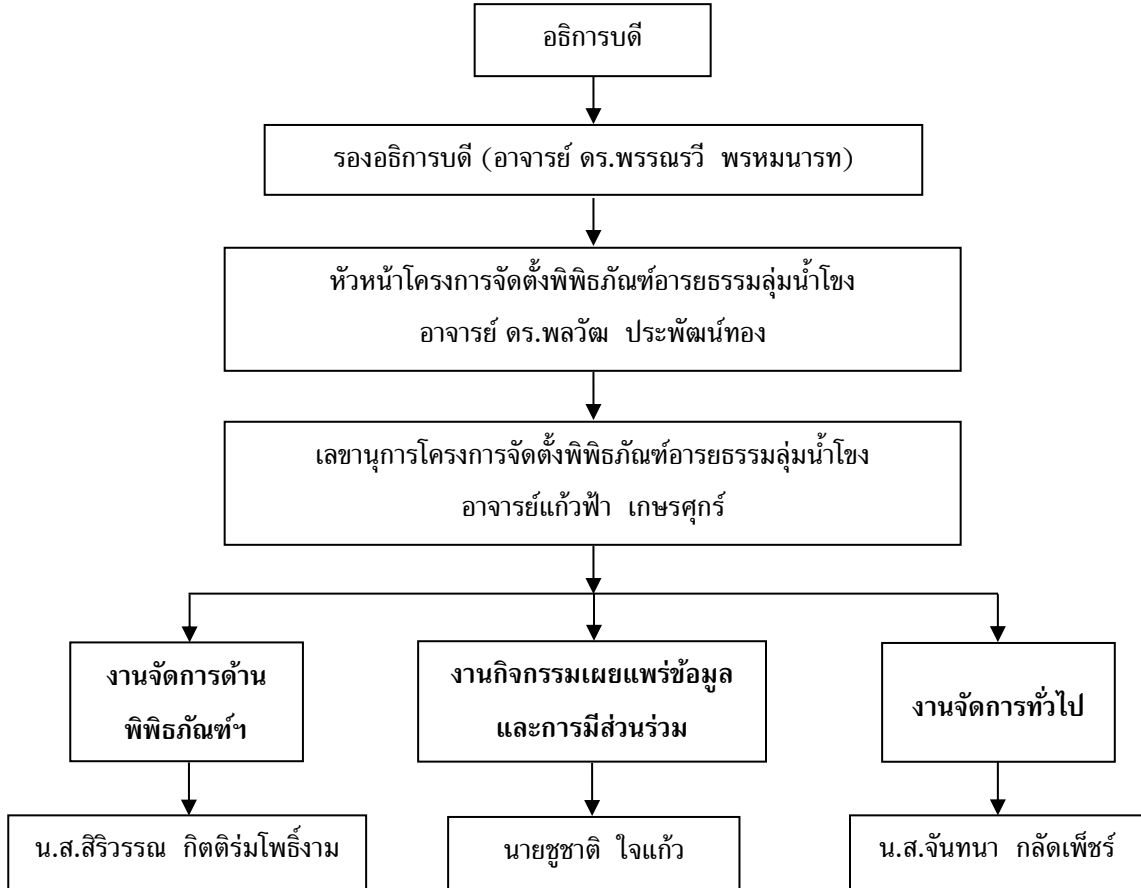 อธิการบดี
รองอธิการบดี (อาจารย์ ดร.พรรณรวี  พรหมนารท)
หัวหน้าโครงการจัดตั้งพิพิธภัณฑ์อารยธรรมลุ่มน้ำโขง
อาจารย์ ดร.พลวัฒ  ประพัฒน์ทอง
เลขานุการโครงการจัดตั้งพิพิธภัณฑ์อารยธรรมลุ่มน้ำโขง
อาจารย์แก้วฟ้า  เกษรศุกร์
งานจัดการด้าน
พิพิธภัณฑ์ฯ
งานกิจกรรมเผยแพร่ข้อมูล
และการมีส่วนร่วม
งานจัดการทั่วไป
น.ส.สิริวรรณ  กิตติร่มโพธิ์งาม
นายชูชาติ  ใจแก้ว
น.ส.จันทนา  กลัดเพ็ชร์